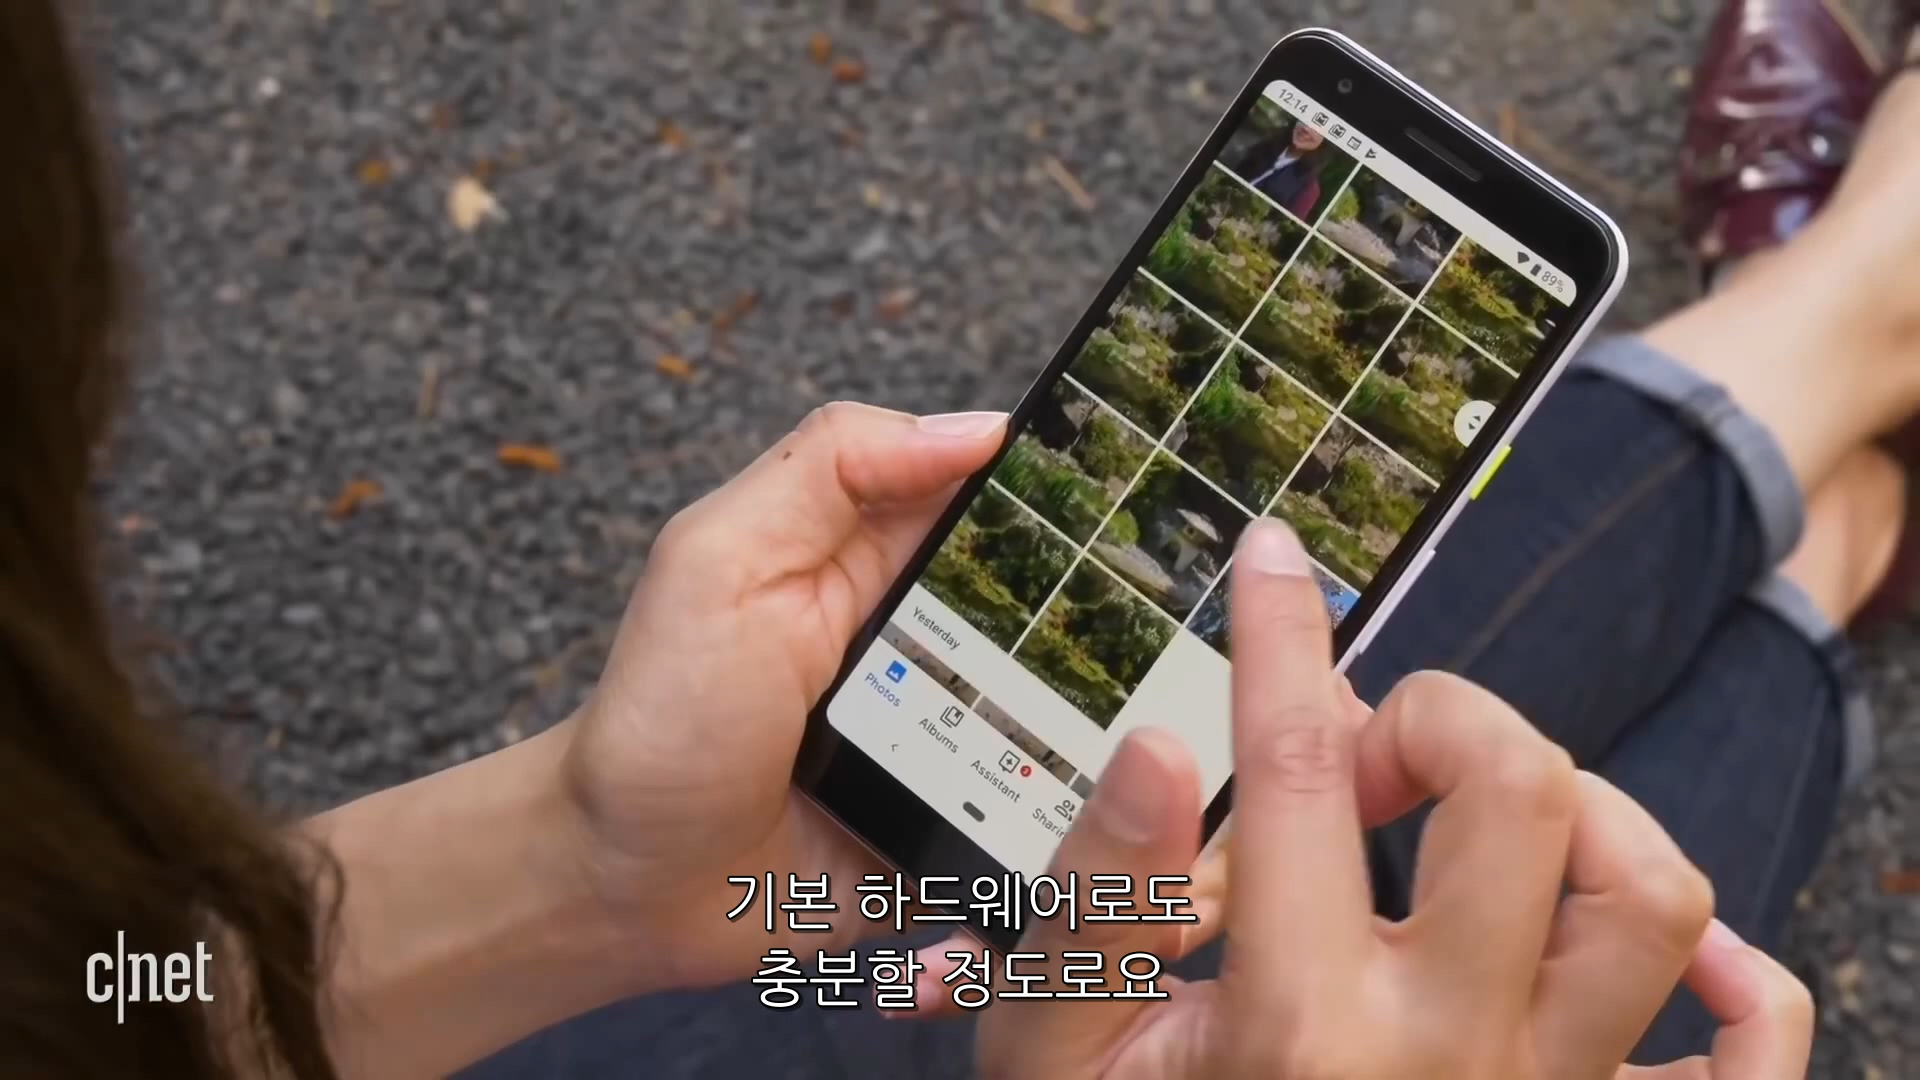 12:14
89%
Yesterday
Photos
Albums
Assistant
Sharin
기본 하드웨어로도
충분할 정도로요
c|net